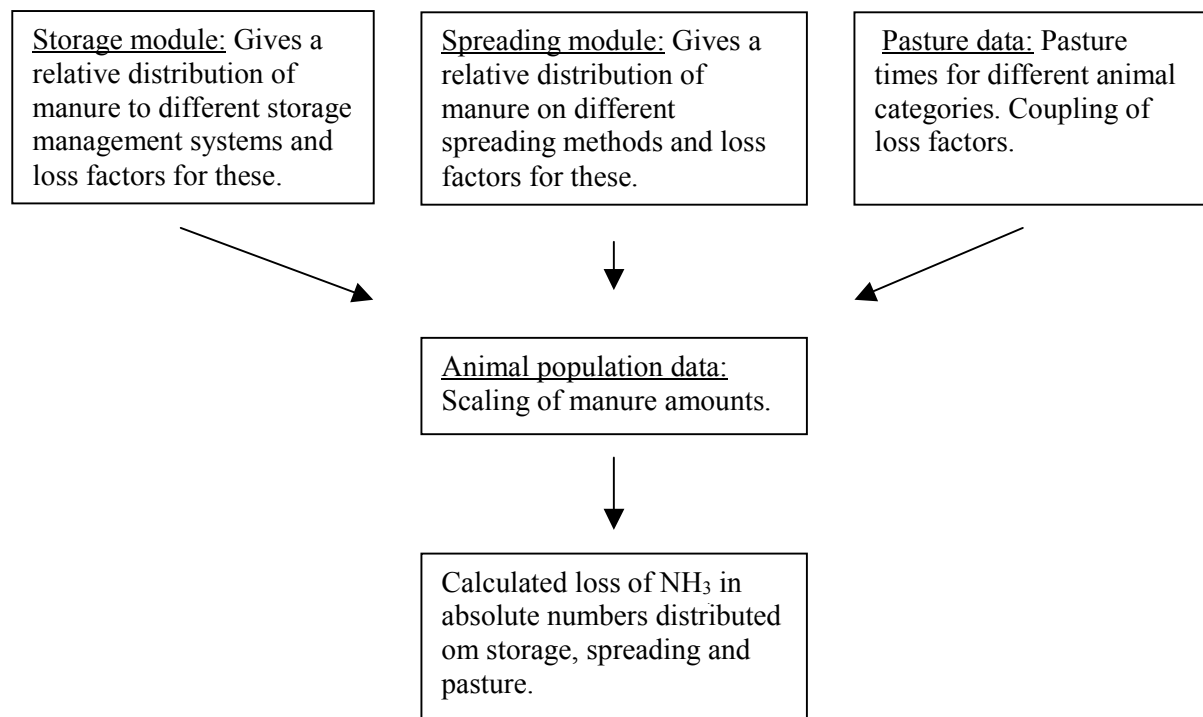 Storage module: Gives a
relative distribution of
manure to different storage
management systems and
loss factors for these.
Spreading module: Gives a
relative distribution of
manure on different
spreading methods and loss
factors for these.
Pasture data: Pasture
times for different animal
categories. Coupling of
loss factors.
Animal population data:
Scaling of manure amounts.
Calculated loss of NH₃ in
absolute numbers distributed
om storage, spreading and
pasture.